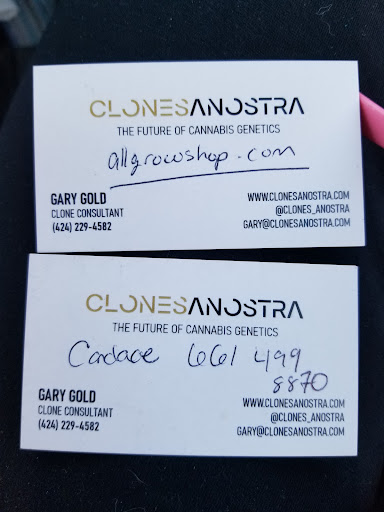 CLONESANOSTRA
THE FUTURE OF CANNABIS GENETICS
allgrowshop.com
GARY GOLD
CLONE CONSULTANT
(424) 229-4582
WWW.CLONESANOSTRA.COM
@CLONES_ANOSTRA
GARY@CLONESANOSTRA.COM
CLONESANOSTRA
THE FUTURE OF CANNABIS GENETICS
Candace 661 499
8870
GARY GOLD
CLONE CONSULTANT
(424) 229-4582
WWW.CLONESANOSTRA.COM
@CLONES_ANOSTRA
GARY@CLONESANOSTRA.COM